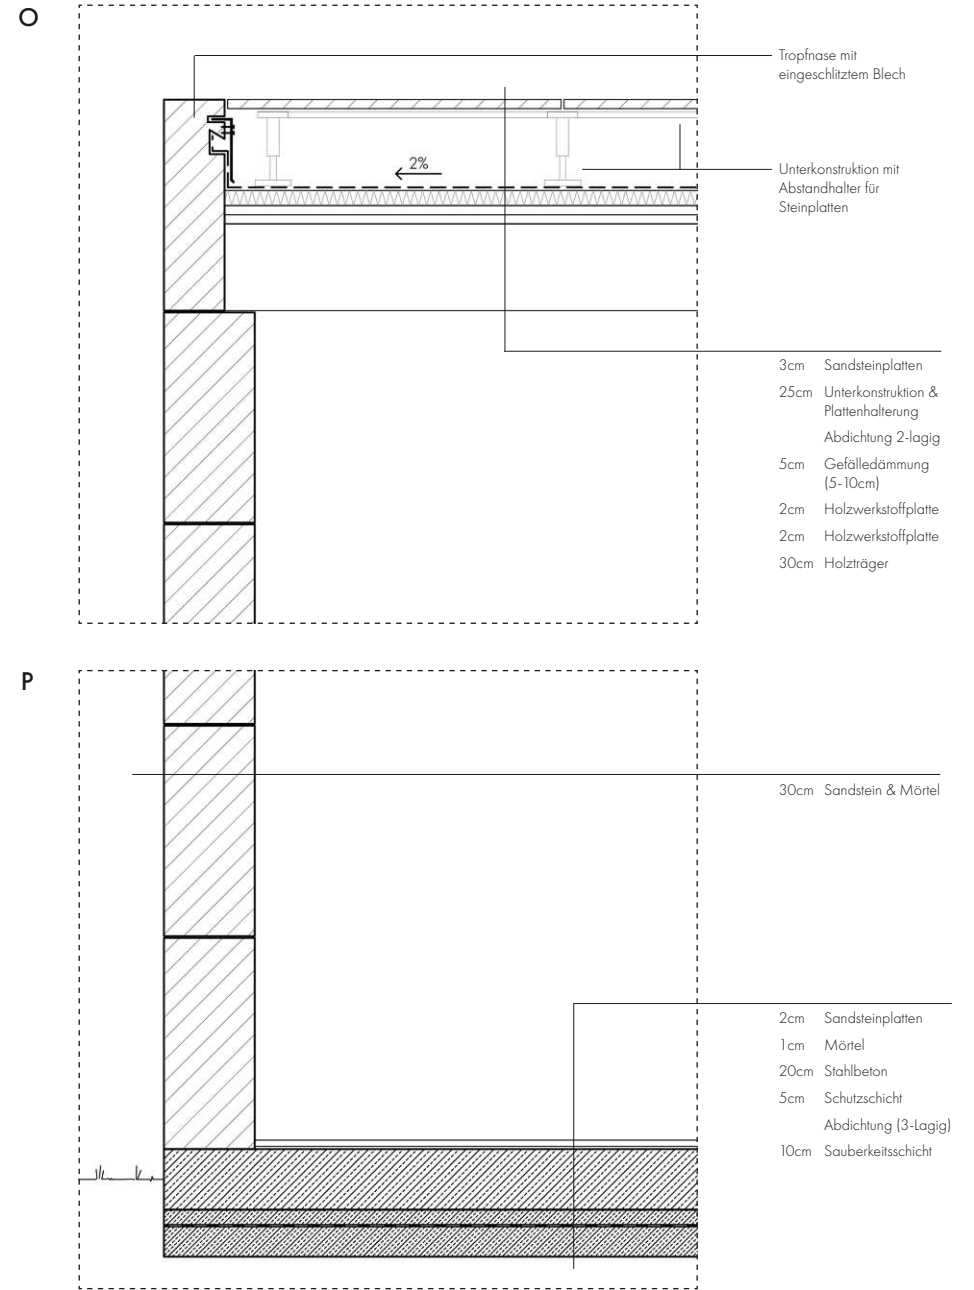 O
Tropfnase mit
eingeschlitztem Blech
2%
Unterkonstruktion mit
Abstandhalter für
Steinplatten
3cm Sandsteinplatten
25cm Unterkonstruktion &
Plattenhalterung
Abdichtung 2-lagig
5cm Gefälledämmung
(5-10cm)
2cm Holzwerkstoffplatte
2cm Holzwerkstoffplatte
30cm Holzträger
P
30cm Sandstein & Mörtel
2cm Sandsteinplatten
1cm Mörtel
20cm Stahlbeton
5cm Schutzschicht
Abdichtung (3-Lagig)
10cm Sauberkeitsschicht